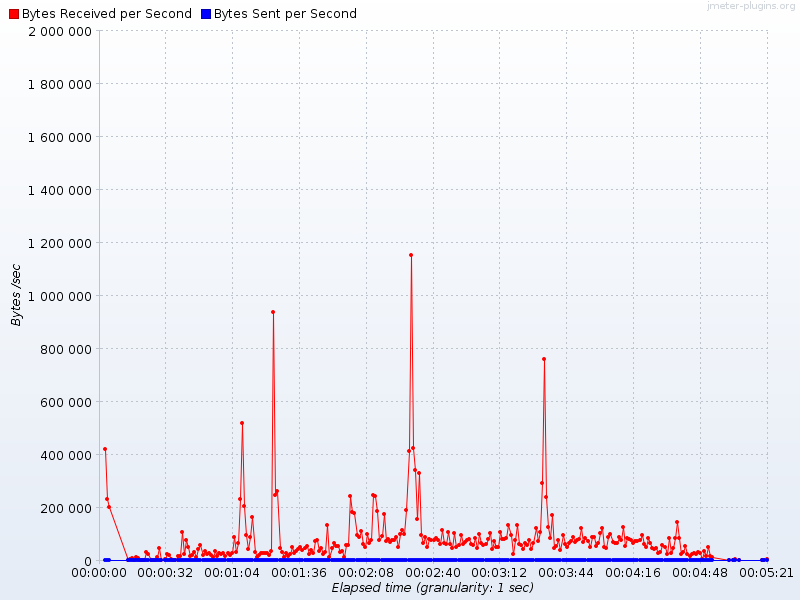 Bytes Received per Second Bytes Sent per Second
jmeter-plugins.org
2 000 000
1 800 000
1 600 000
1 400 000
1 200 000
1 000 000
800 000
600 000
400 000
200 000
0
Bytes /sec
00:00:00 00:00:32 00:01:04 00:01:36 00:02:08 00:02:40 00:03:12 00:03:44 00:04:16 00:04:48 00:05:21
Elapsed time (granularity: 1 sec)